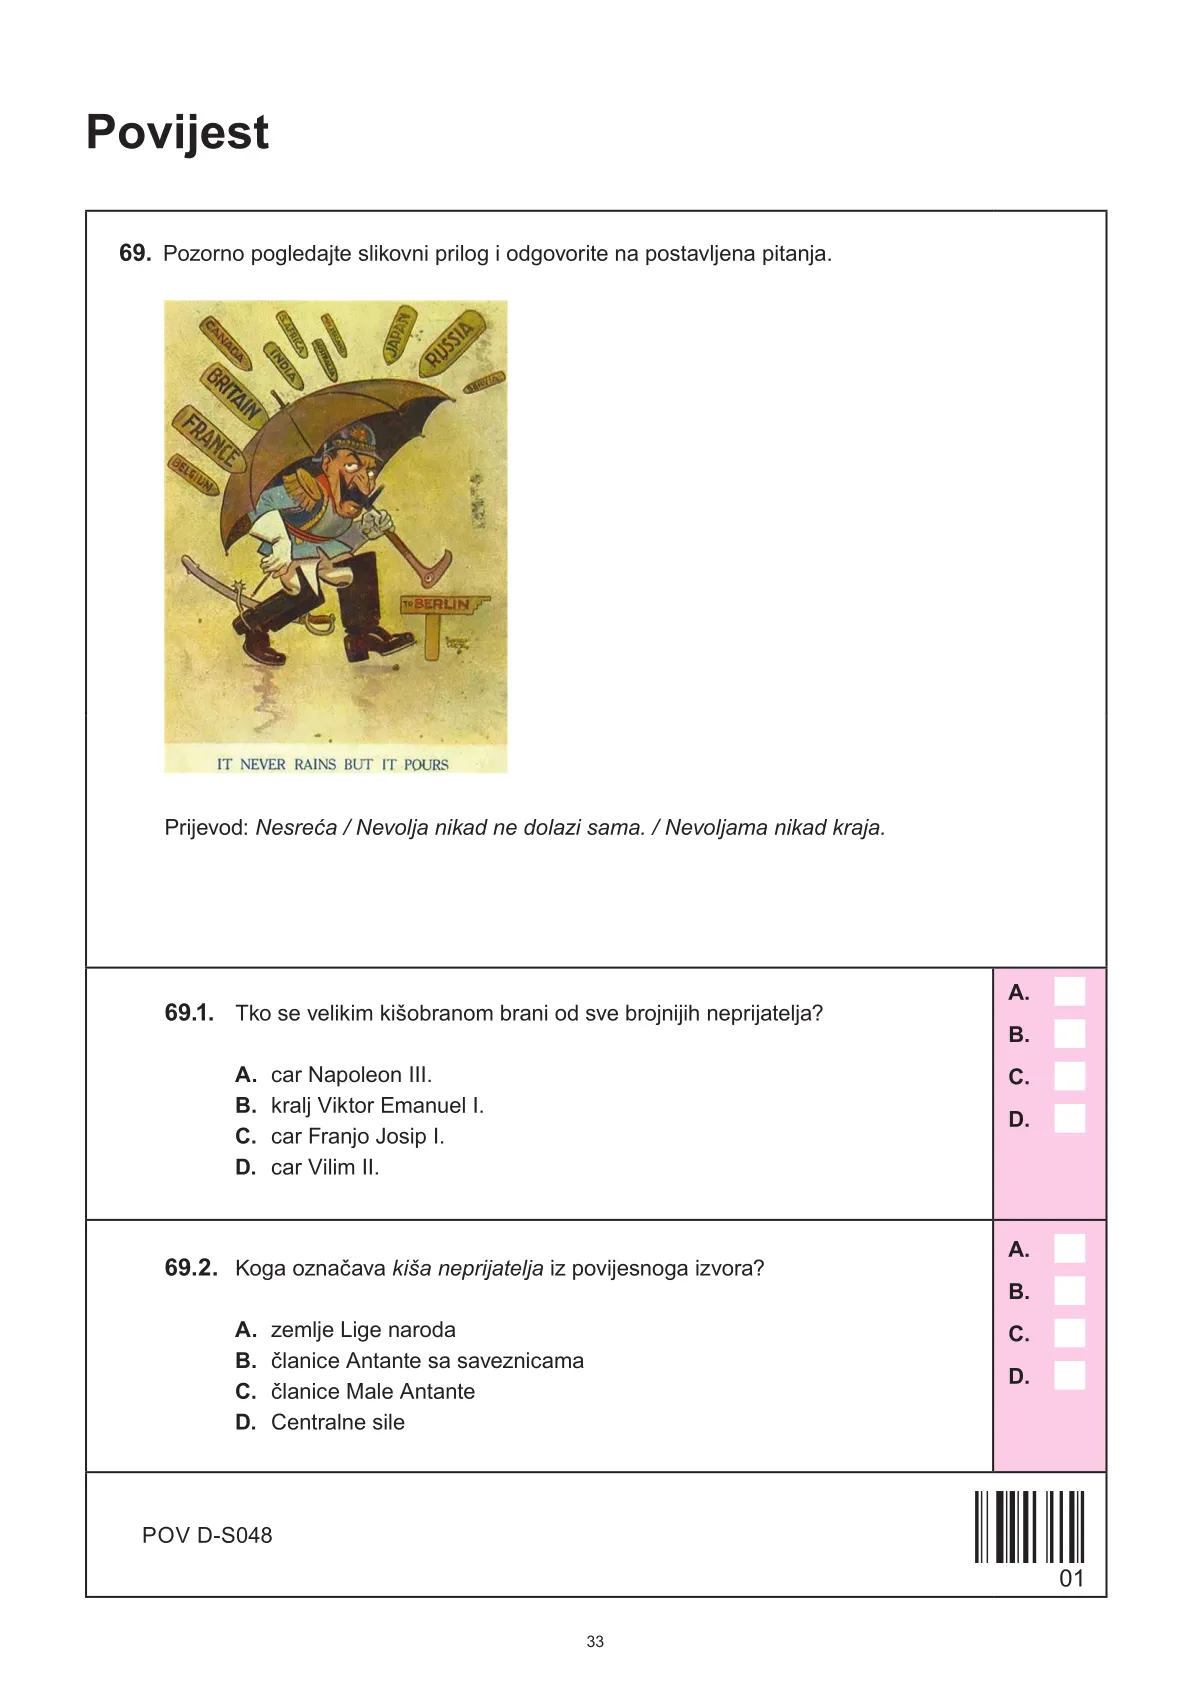 Povijest
69. Pozorno pogledajte slikovni prilog i odgovorite na postavljena pitanja.
CANADA
S. AFRICA
INDIA
AUSTRALIA
JAPAN
RUSSIA
SERVIA
BRITAIN
FRANCE
BELGIUM
TO BERLIN
IT NEVER RAINS BUT IT POURS
Prijevod: Nesreća / Nevolja nikad ne dolazi sama. / Nevoljama nikad kraja.
69.1. Tko se velikim kišobranom brani od sve brojnijih neprijatelja?
A. car Napoleon III.
B. kralj Viktor Emanuel I.
C. car Franjo Josip I.
D. car Vilim II.
A.
B.
C.
D.
69.2. Koga označava kiša neprijatelja iz povijesnoga izvora?
A. zemlje Lige naroda
B. članice Antante sa saveznicama
C. članice Male Antante
D. Centralne sile
A.
B.
C.
D.
POV D-S048
01
33